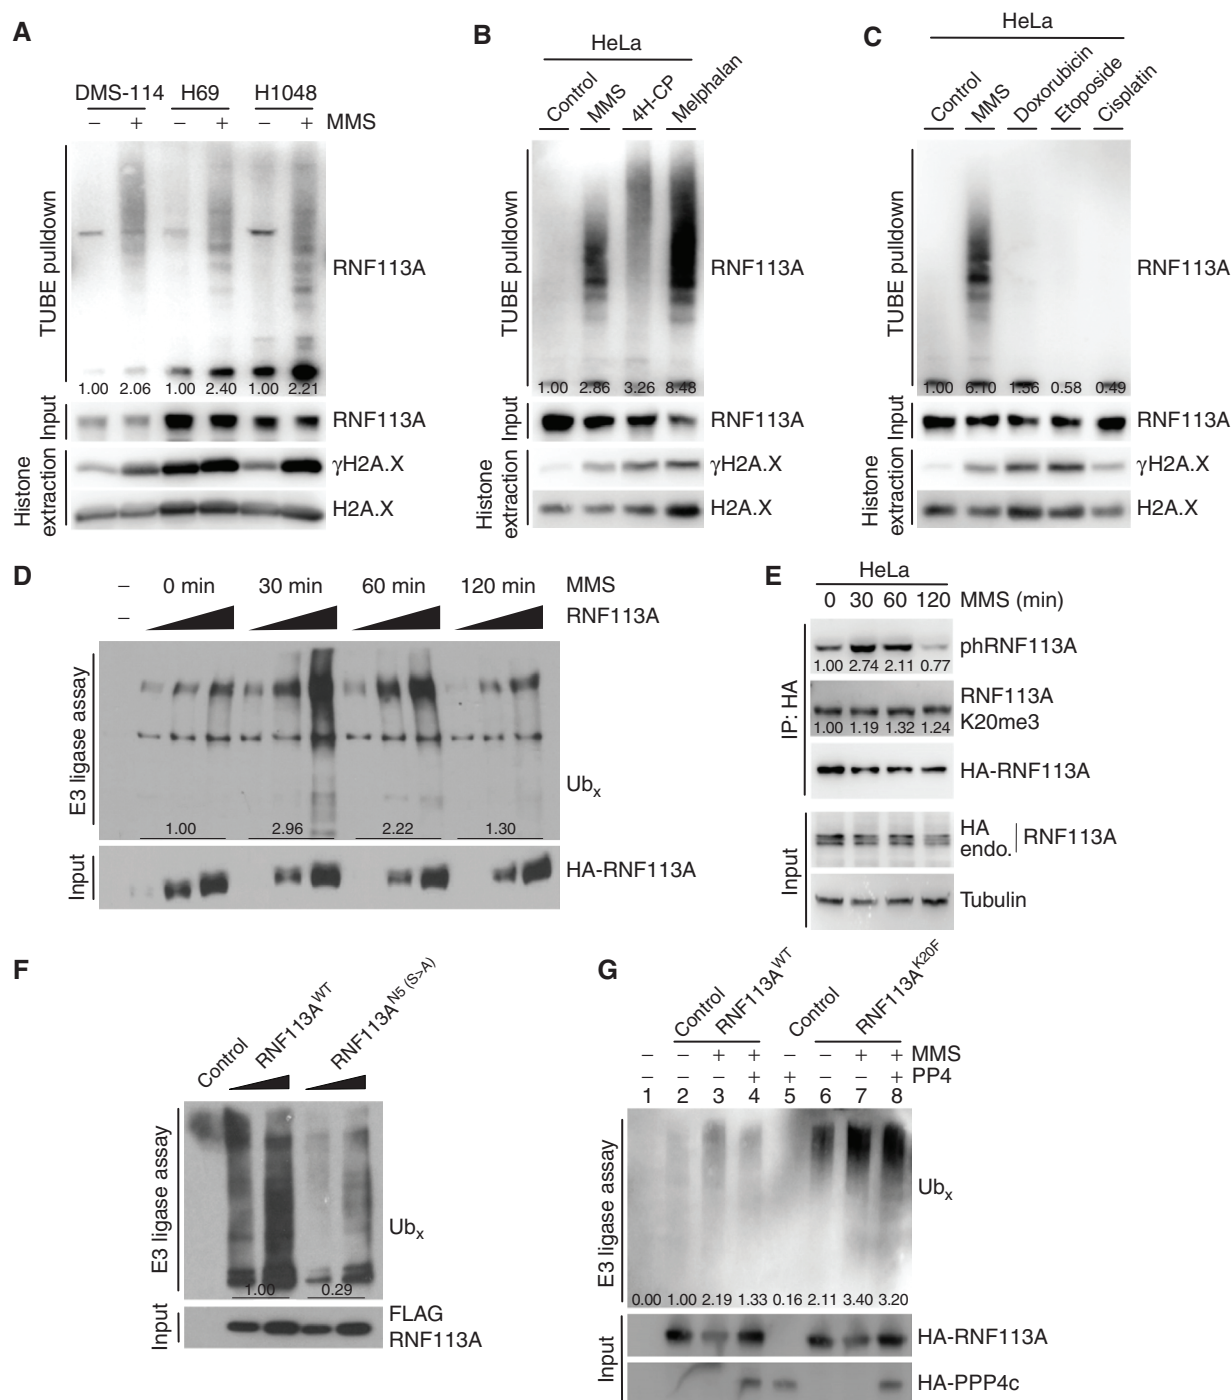 A
DMS-114 H69 H1048
– + – + – + MMS
TUBE pulldown
RNF113A
1.00 2.06 1.00 2.40 1.00 2.21
Input
RNF113A
Histone extraction
γH2A.X
H2A.X
B
HeLa
Control MMS 4H-CP Melphalan
TUBE pulldown
RNF113A
1.00 2.86 3.26 8.48
Input
RNF113A
Histone extraction
γH2A.X
H2A.X
C
HeLa
Control MMS Doxorubicin Etoposide Cisplatin
TUBE pulldown
RNF113A
1.00 6.10 1.56 0.58 0.49
Input
RNF113A
Histone extraction
γH2A.X
H2A.X
D
– 0 min 30 min 60 min 120 min MMS
– RNF113A
E3 ligase assay
Ubx
1.00 2.96 2.22 1.30
Input
HA-RNF113A
E
HeLa
0 30 60 120 MMS (min)
IP: HA
phRNF113A
1.00 2.74 2.11 0.77
RNF113A
K20me3
1.00 1.19 1.32 1.24
HA-RNF113A
Input
HA
endo. RNF113A
Tubulin
F
Control RNF113A^WT RNF113A^N5 (S>A)
E3 ligase assay
Ubx
1.00 0.29
Input
FLAG
RNF113A
G
Control RNF113A^WT Control RNF113A^K20F
– – + + – – + + MMS
– – – + + – – + PP4
1 2 3 4 5 6 7 8
E3 ligase assay
Ubx
0.00 1.00 2.19 1.33 0.16 2.11 3.40 3.20
Input
HA-RNF113A
HA-PPP4c